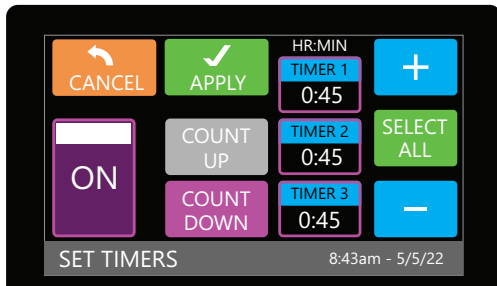 HR:MIN
CANCEL
APPLY
TIMER 1
0:45
+
ON
COUNT
UP
TIMER 2
0:45
SELECT
ALL
COUNT
DOWN
TIMER 3
0:45
−
SET TIMERS
8:43am - 5/5/22